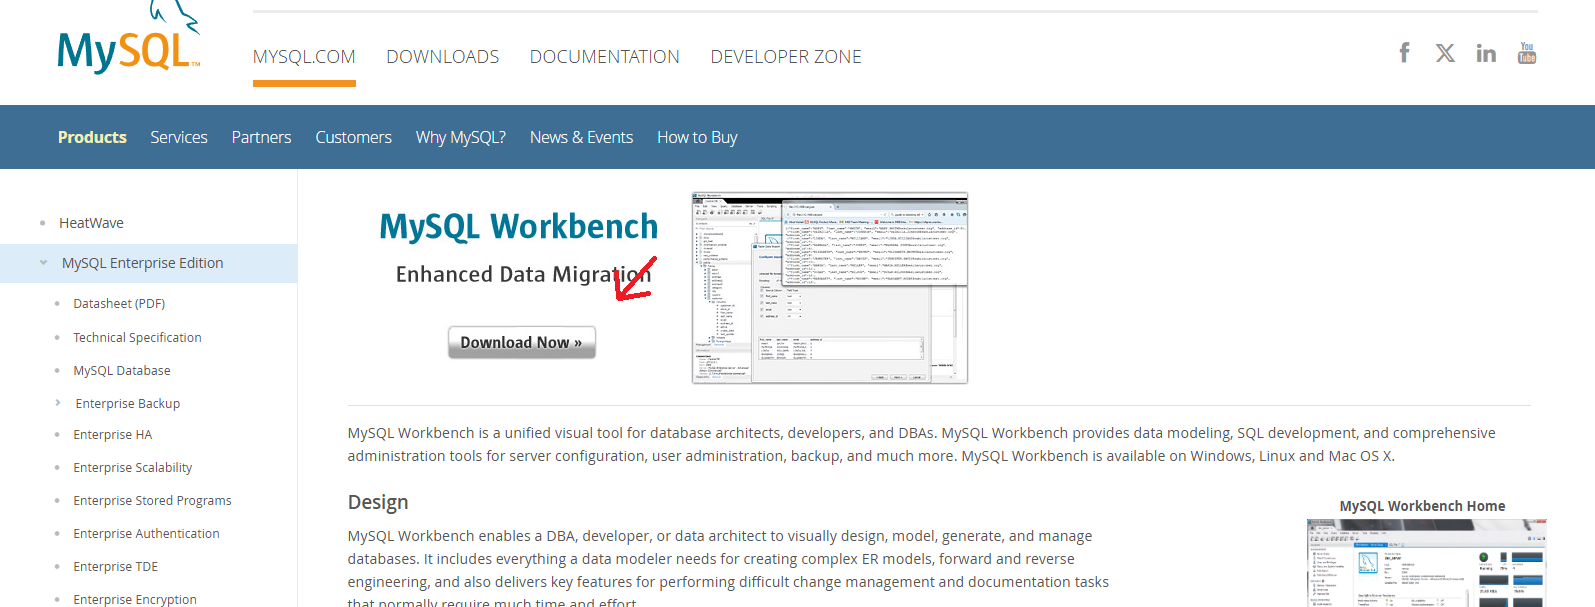 MySQL™
MYSQL.COM DOWNLOADS DOCUMENTATION DEVELOPER ZONE
You
Tube
Products Services Partners Customers Why MySQL? News & Events How to Buy
HeatWave
MySQL Enterprise Edition
Datasheet (PDF)
Technical Specification
MySQL Database
Enterprise Backup
Enterprise HA
Enterprise Scalability
Enterprise Stored Programs
Enterprise Authentication
Enterprise TDE
Enterprise Encryption
MySQL Workbench
Enhanced Data Migration
Download Now »
MySQL Workbench is a unified visual tool for database architects, developers, and DBAs. MySQL Workbench provides data modeling, SQL development, and comprehensive
administration tools for server configuration, user administration, backup, and much more. MySQL Workbench is available on Windows, Linux and Mac OS X.
Design
MySQL Workbench enables a DBA, developer, or data architect to visually design, model, generate, and manage
databases. It includes everything a data modeler needs for creating complex ER models, forward and reverse
engineering, and also delivers key features for performing difficult change management and documentation tasks
that normally require much time and effort.
MySQL Workbench Home